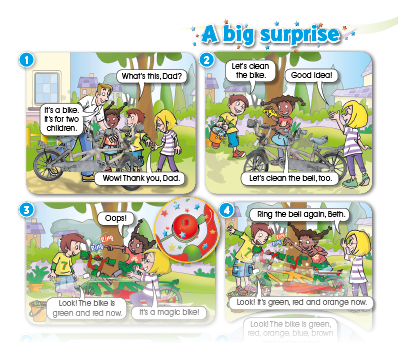 A big surprise
1
What's this, Dad?
It's a bike.
It's for two
children.
Wow! Thank you, Dad.
2
Let's clean
the bike.
Good idea!
Let's clean the bell, too.
3
Oops!
Look! The bike is
green and red now.
It's a magic bike!
4
Ring the bell again, Beth.
Look! It's green, red and orange now.
Look! The bike is green,
red, orange, blue, brown